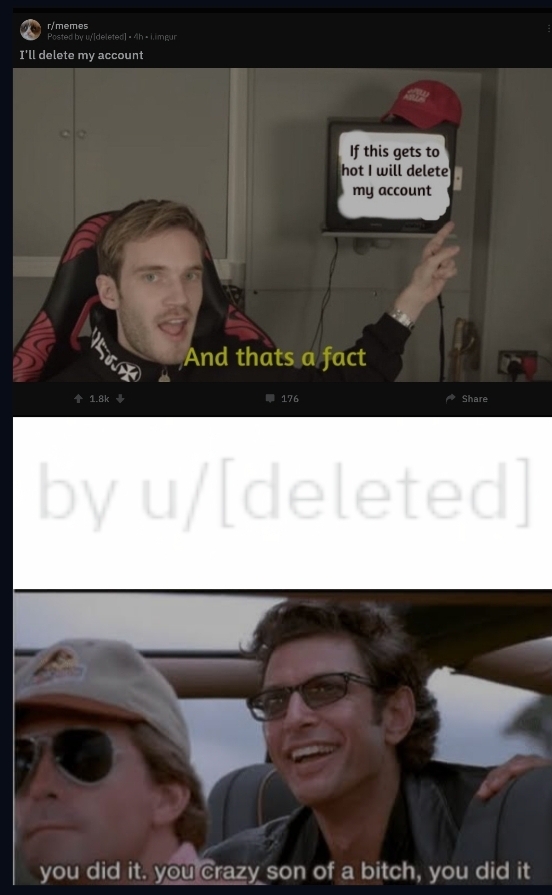 r/memes
Posted by u/[deleted] • 4h • i.imgur
I'll delete my account
If this gets to
hot I will delete
my account
And thats a fact
1.8k
176
Share
by u/[deleted]
you did it. you crazy son of a bitch, you did it